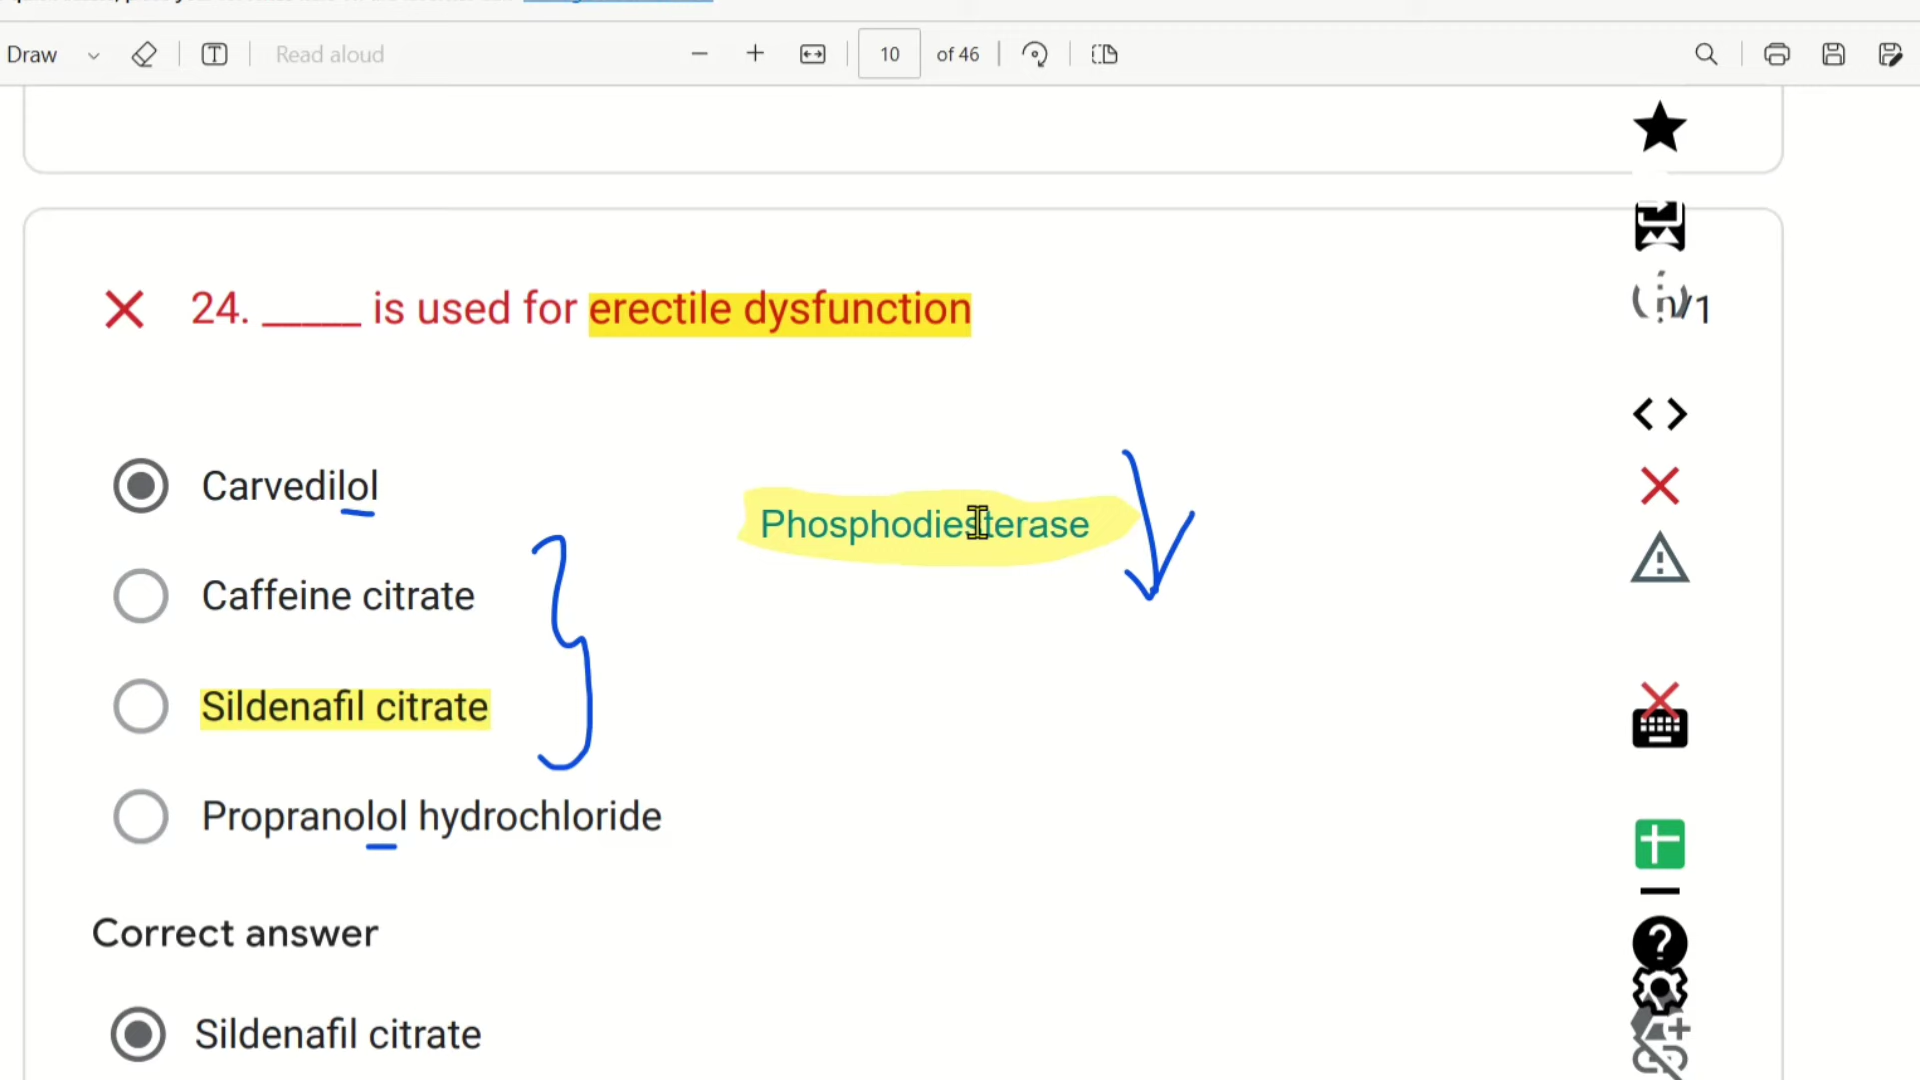 Draw
Read aloud
10 of 46
24. _____ is used for erectile dysfunction
/1
Carvedilol
Phosphodiesterase
Caffeine citrate
Sildenafil citrate
Propranolol hydrochloride
Correct answer
Sildenafil citrate